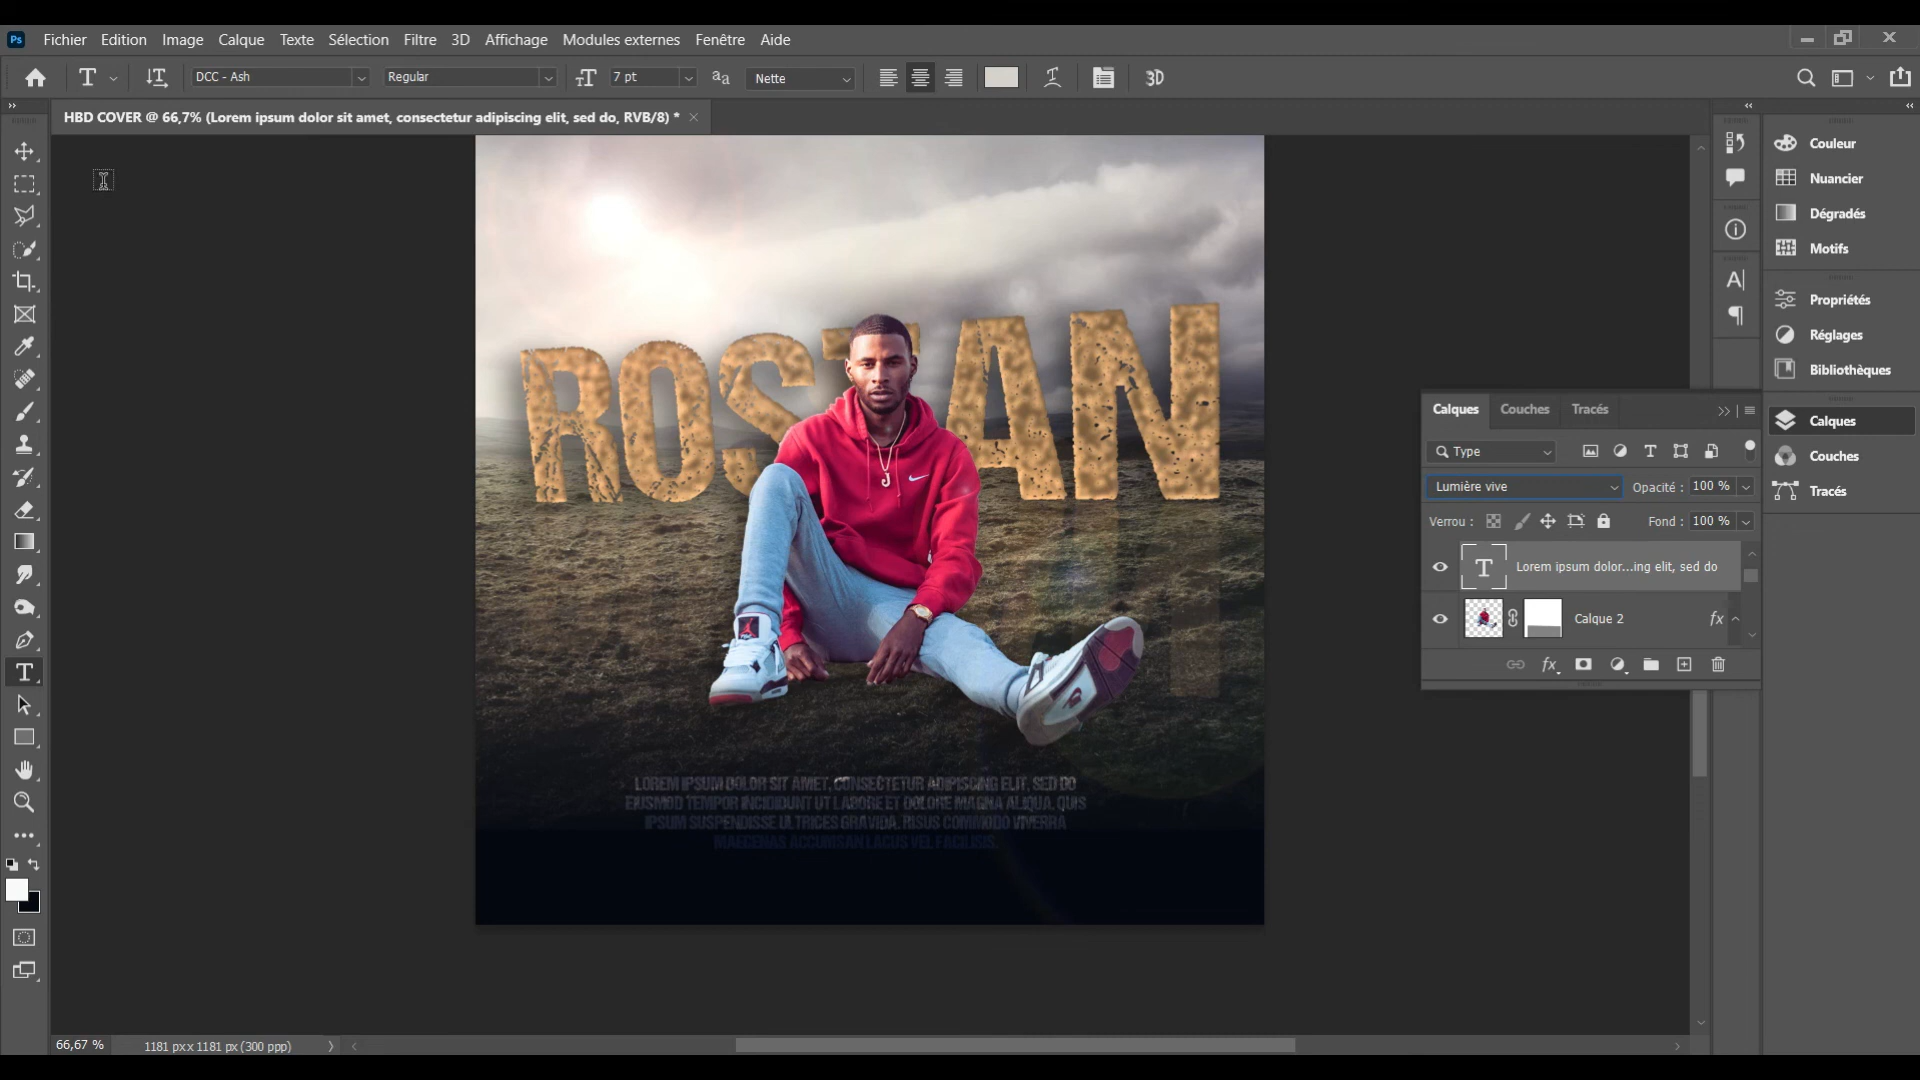 Ps Fichier Edition Image Calque Texte Sélection Filtre 3D Affichage Modules externes Fenêtre Aide
T DCC - Ash Regular 7 pt aa Nette 3D
HBD COVER @ 66,7% (Lorem ipsum dolor sit amet, consectetur adipiscing elit, sed do, RVB/8) * ×
Couleur
Nuancier
Dégradés
Motifs
Propriétés
Réglages
Bibliothèques
Calques
Couches
Tracés
ROSTAN
J
Calques Couches Tracés
Type
Lumière vive Opacité : 100 %
Verrou : Fond : 100 %
T Lorem ipsum dolor...ing elit, sed do
Calque 2 fx
fx
LOREM IPSUM DOLOR SIT AMET, CONSECTETUR ADIPISCING ELIT, SED DO
EIUSMOD TEMPOR INCIDIDUNT UT LABORE ET DOLORE MAGNA ALIQUA. QUIS
IPSUM SUSPENDISSE ULTRICES GRAVIDA. RISUS COMMODO VIVERRA
MAECENAS ACCUMSAN LACUS VEL FACILISIS.
66,67 % 1181 px x 1181 px (300 ppp)